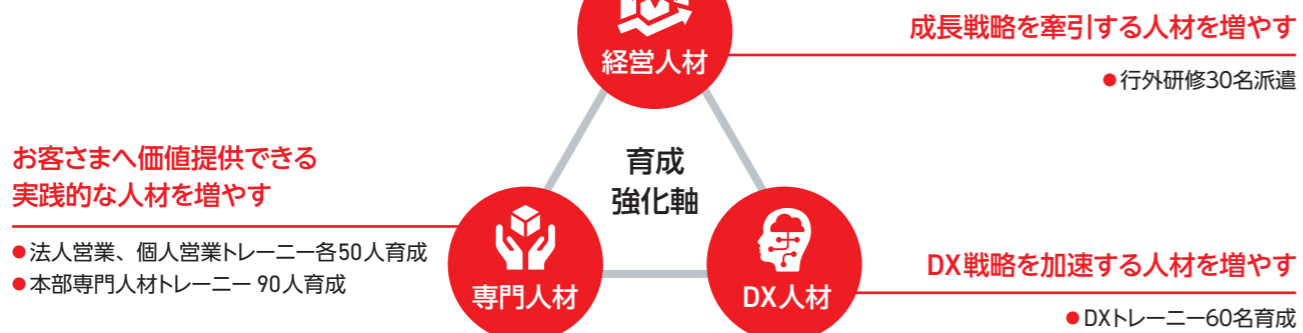 経営人材
成長戦略を牽引する人材を増やす
●行外研修30名派遣
お客さまへ価値提供できる
実践的な人材を増やす
●法人営業、個人営業トレーニー各50人育成
●本部専門人材トレーニー 90人育成
育成
強化軸
専門人材
DX人材
DX戦略を加速する人材を増やす
●DXトレーニー60名育成